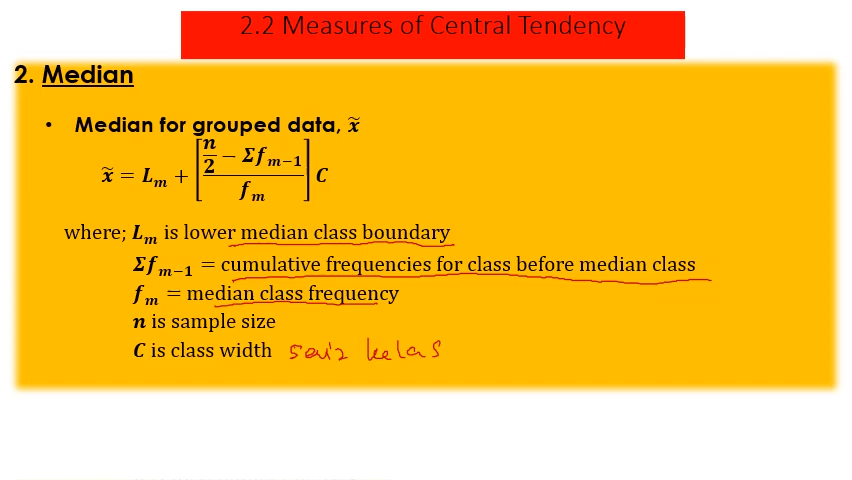 2.2 Measures of Central Tendency
2. Median
• Median for grouped data, x̃
x̃ = Lₘ + [(n/2 − Σfₘ₋₁)/fₘ] C
where; Lₘ is lower median class boundary
Σfₘ₋₁ = cumulative frequencies for class before median class
fₘ = median class frequency
n is sample size
C is class width saiz kelas